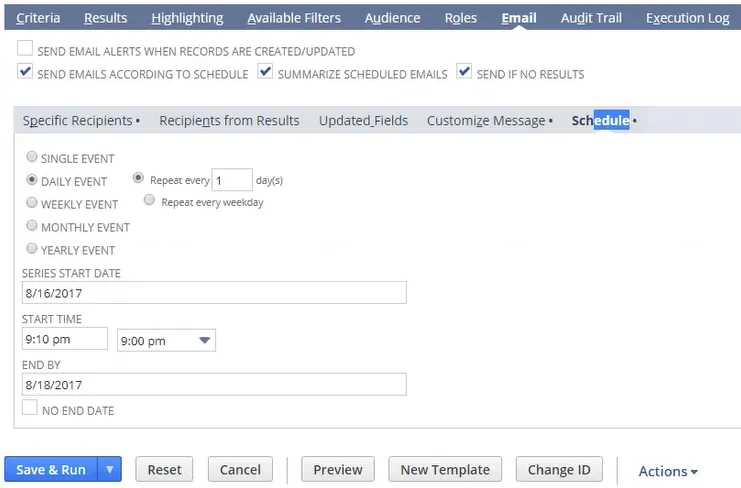 Criteria Results Highlighting Available Filters Audience Roles Email Audit Trail Execution Log
SEND EMAIL ALERTS WHEN RECORDS ARE CREATED/UPDATED
SEND EMAILS ACCORDING TO SCHEDULE SUMMARIZE SCHEDULED EMAILS SEND IF NO RESULTS
Specific Recipients • Recipients from Results Updated Fields Customize Message • Schedule •
SINGLE EVENT
DAILY EVENT Repeat every 1 day(s)
WEEKLY EVENT Repeat every weekday
MONTHLY EVENT
YEARLY EVENT
SERIES START DATE
8/16/2017
START TIME
9:10 pm 9:00 pm
END BY
8/18/2017
NO END DATE
Save & Run Reset Cancel Preview New Template Change ID Actions